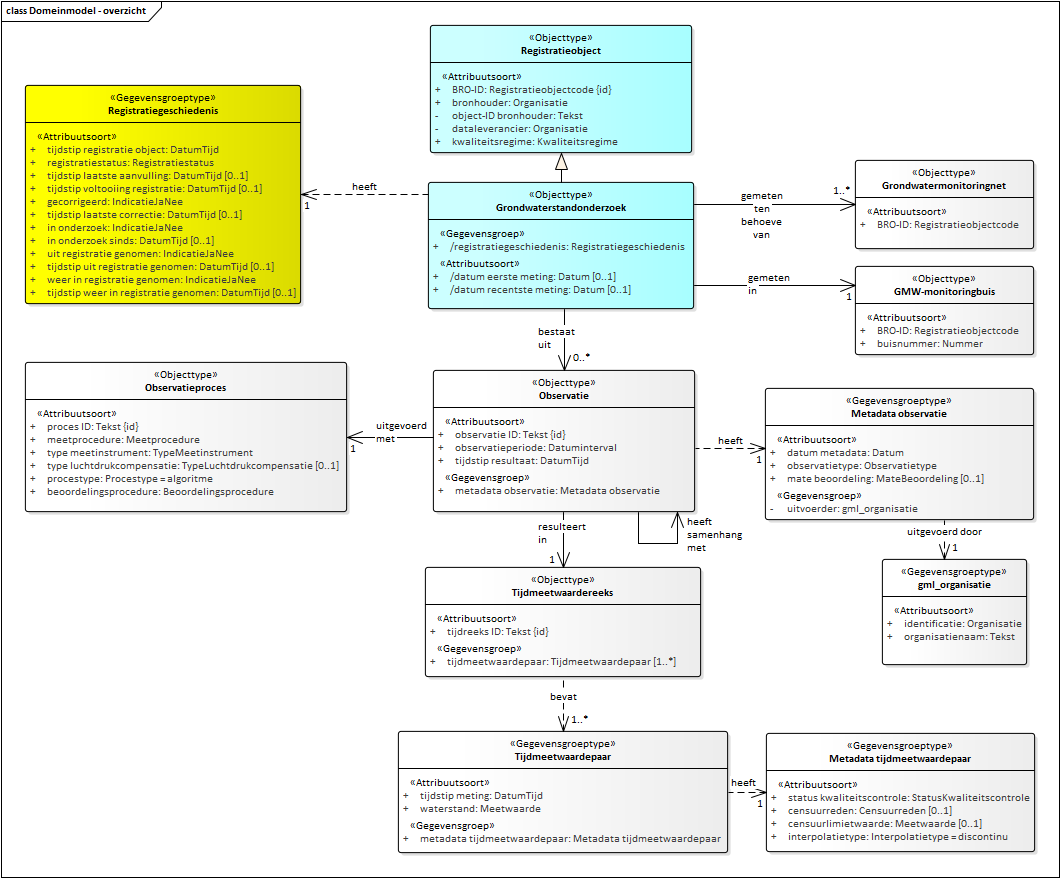 class Domeinmodel - overzicht
«Objecttype»
Registratieobject
«Attribuutsoort»
+ BRO-ID: Registratieobjectcode {id}
+ bronhouder: Organisatie
- object-ID bronhouder: Tekst
- dataleverancier: Organisatie
+ kwaliteitsregime: Kwaliteitsregime
«Gegevensgroeptype»
Registratiegeschiedenis
«Attribuutsoort»
+ tijdstip registratie object: DatumTijd
+ registratiestatus: Registratiestatus
+ tijdstip laatste aanvulling: DatumTijd [0..1]
+ tijdstip voltooiing registratie: DatumTijd [0..1]
+ gecorrigeerd: IndicatieJaNee
+ tijdstip laatste correctie: DatumTijd [0..1]
+ in onderzoek: IndicatieJaNee
+ in onderzoek sinds: DatumTijd [0..1]
+ uit registratie genomen: IndicatieJaNee
+ tijdstip uit registratie genomen: DatumTijd [0..1]
+ weer in registratie genomen: IndicatieJaNee
+ tijdstip weer in registratie genomen: DatumTijd [0..1]
heeft
1
«Objecttype»
Grondwaterstandonderzoek
«Gegevensgroep»
+ /registratiegeschiedenis: Registratiegeschiedenis
«Attribuutsoort»
+ /datum eerste meting: Datum [0..1]
+ /datum recentste meting: Datum [0..1]
gemeten
ten
behoeve
van
1..*
«Objecttype»
Grondwatermonitoringnet
«Attribuutsoort»
+ BRO-ID: Registratieobjectcode
gemeten
in
1
«Objecttype»
GMW-monitoringbuis
«Attribuutsoort»
+ BRO-ID: Registratieobjectcode
+ buisnummer: Nummer
bestaat
uit
0..*
«Objecttype»
Observatieproces
«Attribuutsoort»
+ proces ID: Tekst {id}
+ meetprocedure: Meetprocedure
+ type meetinstrument: TypeMeetinstrument
+ type luchtdrukcompensatie: TypeLuchtdrukcompensatie [0..1]
+ procestype: Procestype = algoritme
+ beoordelingsprocedure: Beoordelingsprocedure
uitgevoerd
met
1
«Objecttype»
Observatie
«Attribuutsoort»
+ observatie ID: Tekst {id}
+ observatieperiode: Datuminterval
+ tijdstip resultaat: DatumTijd
«Gegevensgroep»
+ metadata observatie: Metadata observatie
heeft
1
«Gegevensgroeptype»
Metadata observatie
«Attribuutsoort»
+ datum metadata: Datum
+ observatietype: Observatietype
+ mate beoordeling: MateBeoordeling [0..1]
«Gegevensgroep»
- uitvoerder: gml_organisatie
heeft
samenhang
met
resulteert
in
1
uitgevoerd door
1
«Gegevensgroeptype»
gml_organisatie
«Attribuutsoort»
+ identificatie: Organisatie
+ organisatienaam: Tekst
«Objecttype»
Tijdmeetwaardereeks
«Attribuutsoort»
+ tijdreeks ID: Tekst {id}
«Gegevensgroep»
+ tijdmeetwaardepaar: Tijdmeetwaardepaar [1..*]
bevat
1..*
«Gegevensgroeptype»
Tijdmeetwaardepaar
«Attribuutsoort»
+ tijdstip meting: DatumTijd
+ waterstand: Meetwaarde
«Gegevensgroep»
+ metadata tijdmeetwaardepaar: Metadata tijdmeetwaardepaar
heeft
1
«Gegevensgroeptype»
Metadata tijdmeetwaardepaar
«Attribuutsoort»
+ status kwaliteitscontrole: StatusKwaliteitscontrole
+ censuurreden: Censuurreden [0..1]
+ censuurlimietwaarde: Meetwaarde [0..1]
+ interpolatietype: Interpolatietype = discontinu